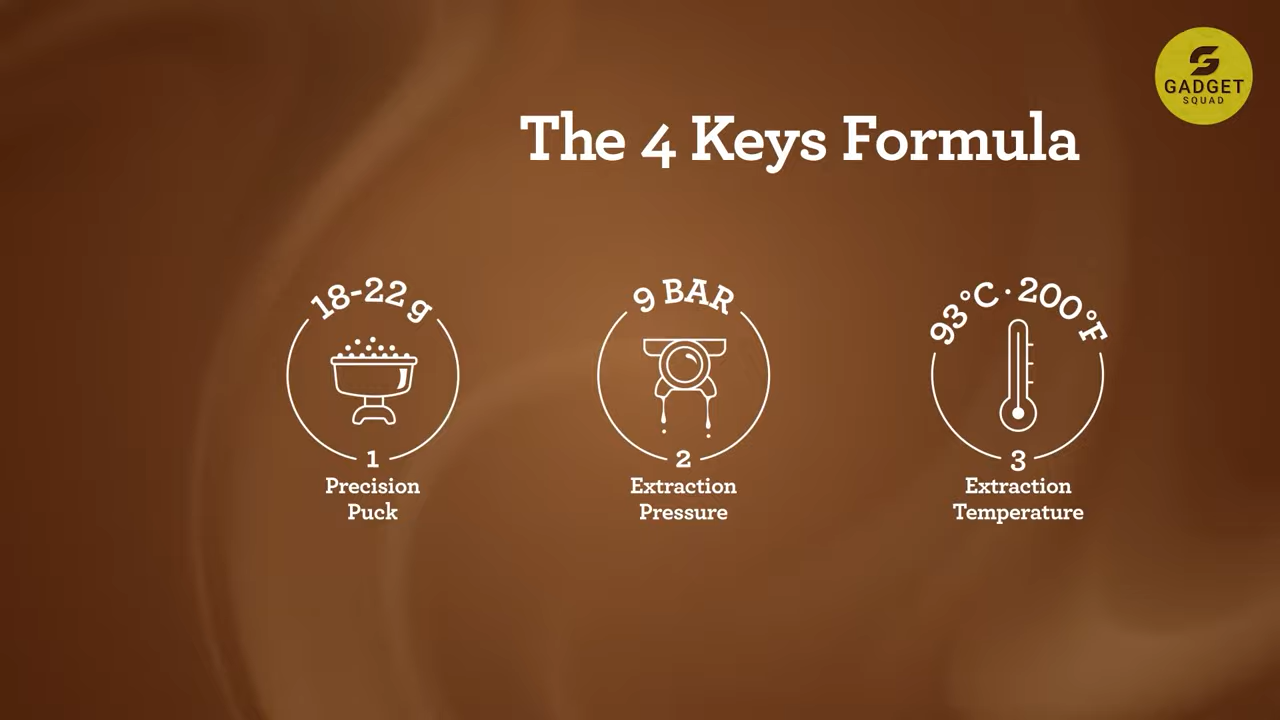 GADGET
SQUAD
The 4 Keys Formula
18-22 g
1
Precision
Puck
9 BAR
2
Extraction
Pressure
93°C · 200°F
3
Extraction
Temperature